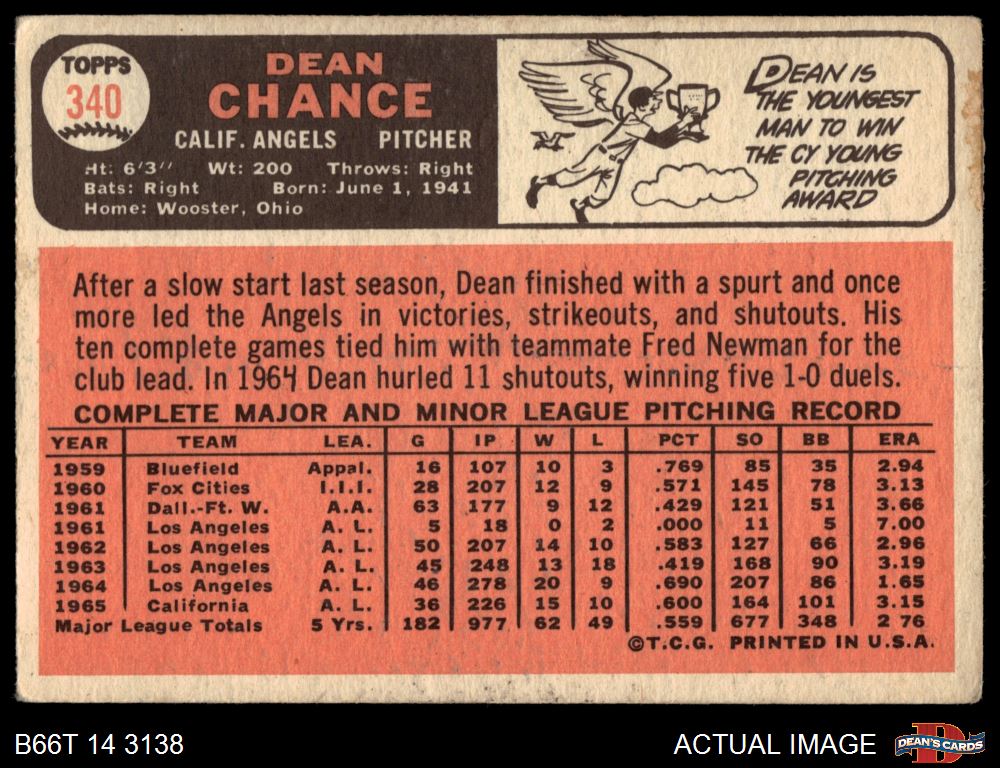 TOPPS
340
DEAN
CHANCE
CALIF. ANGELS PITCHER
Ht: 6'3" Wt: 200 Throws: Right
Bats: Right Born: June 1, 1941
Home: Wooster, Ohio
DEAN IS
THE YOUNGEST
MAN TO WIN
THE CY YOUNG
PITCHING
AWARD
After a slow start last season, Dean finished with a spurt and once
more led the Angels in victories, strikeouts, and shutouts. His
ten complete games tied him with teammate Fred Newman for the
club lead. In 1964 Dean hurled 11 shutouts, winning five 1-0 duels.
COMPLETE MAJOR AND MINOR LEAGUE PITCHING RECORD
YEAR TEAM LEA. G IP W L PCT SO BB ERA
1959 Bluefield Appal. 16 107 10 3 .769 85 35 2.94
1960 Fox Cities I.I.I. 28 207 12 9 .571 145 78 3.13
1961 Dall.-Ft. W. A.A. 63 177 9 12 .429 121 51 3.66
1961 Los Angeles A. L. 5 18 0 2 .000 11 5 7.00
1962 Los Angeles A. L. 50 207 14 10 .583 127 66 2.96
1963 Los Angeles A. L. 45 248 13 18 .419 168 90 3.19
1964 Los Angeles A. L. 46 278 20 9 .690 207 86 1.65
1965 California A. L. 36 226 15 10 .600 164 101 3.15
Major League Totals 5 Yrs. 182 977 62 49 .559 677 348 2 76
©T.C.G. PRINTED IN U.S.A.
B66T 14 3138
ACTUAL IMAGE
DEAN'S CARDS